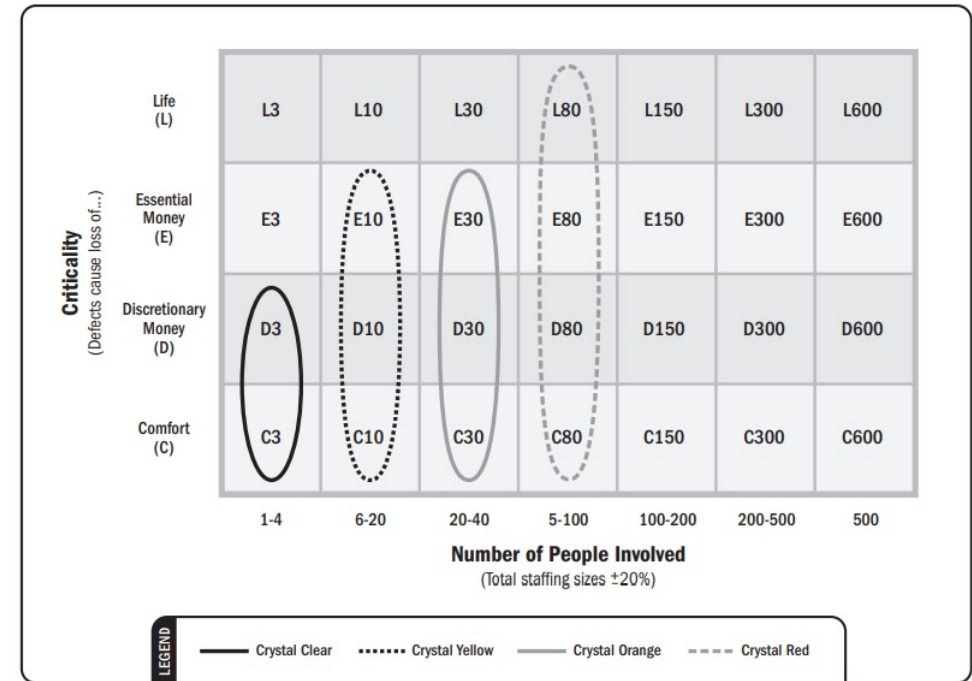 Life
(L)
L3 L10 L30 L80 L150 L300 L600
Essential
Money
(E)
E3 E10 E30 E80 E150 E300 E600
Criticality
(Defects cause loss of...)
Discretionary
Money
(D)
D3 D10 D30 D80 D150 D300 D600
Comfort
(C)
C3 C10 C30 C80 C150 C300 C600
1-4 6-20 20-40 5-100 100-200 200-500 500
Number of People Involved
(Total staffing sizes ±20%)
LEGEND
Crystal Clear Crystal Yellow Crystal Orange Crystal Red